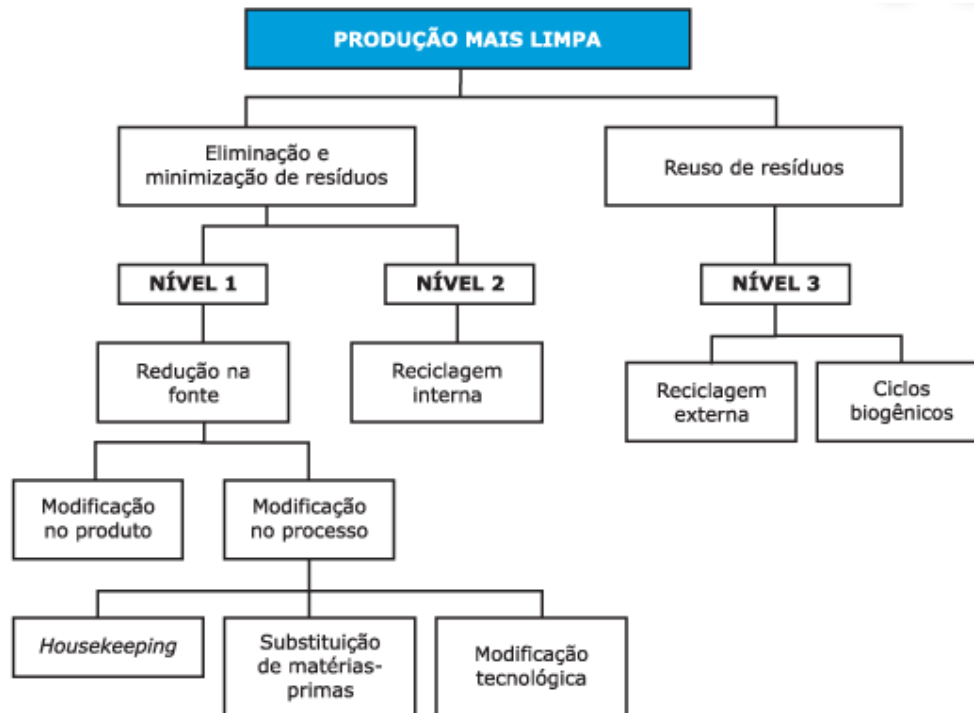 PRODUÇÃO MAIS LIMPA
Eliminação e
minimização de resíduos
Reuso de resíduos
NÍVEL 1
NÍVEL 2
NÍVEL 3
Redução na
fonte
Reciclagem
interna
Reciclagem
externa
Ciclos
biogênicos
Modificação
no produto
Modificação
no processo
Housekeeping
Substituição
de matérias-
primas
Modificação
tecnológica